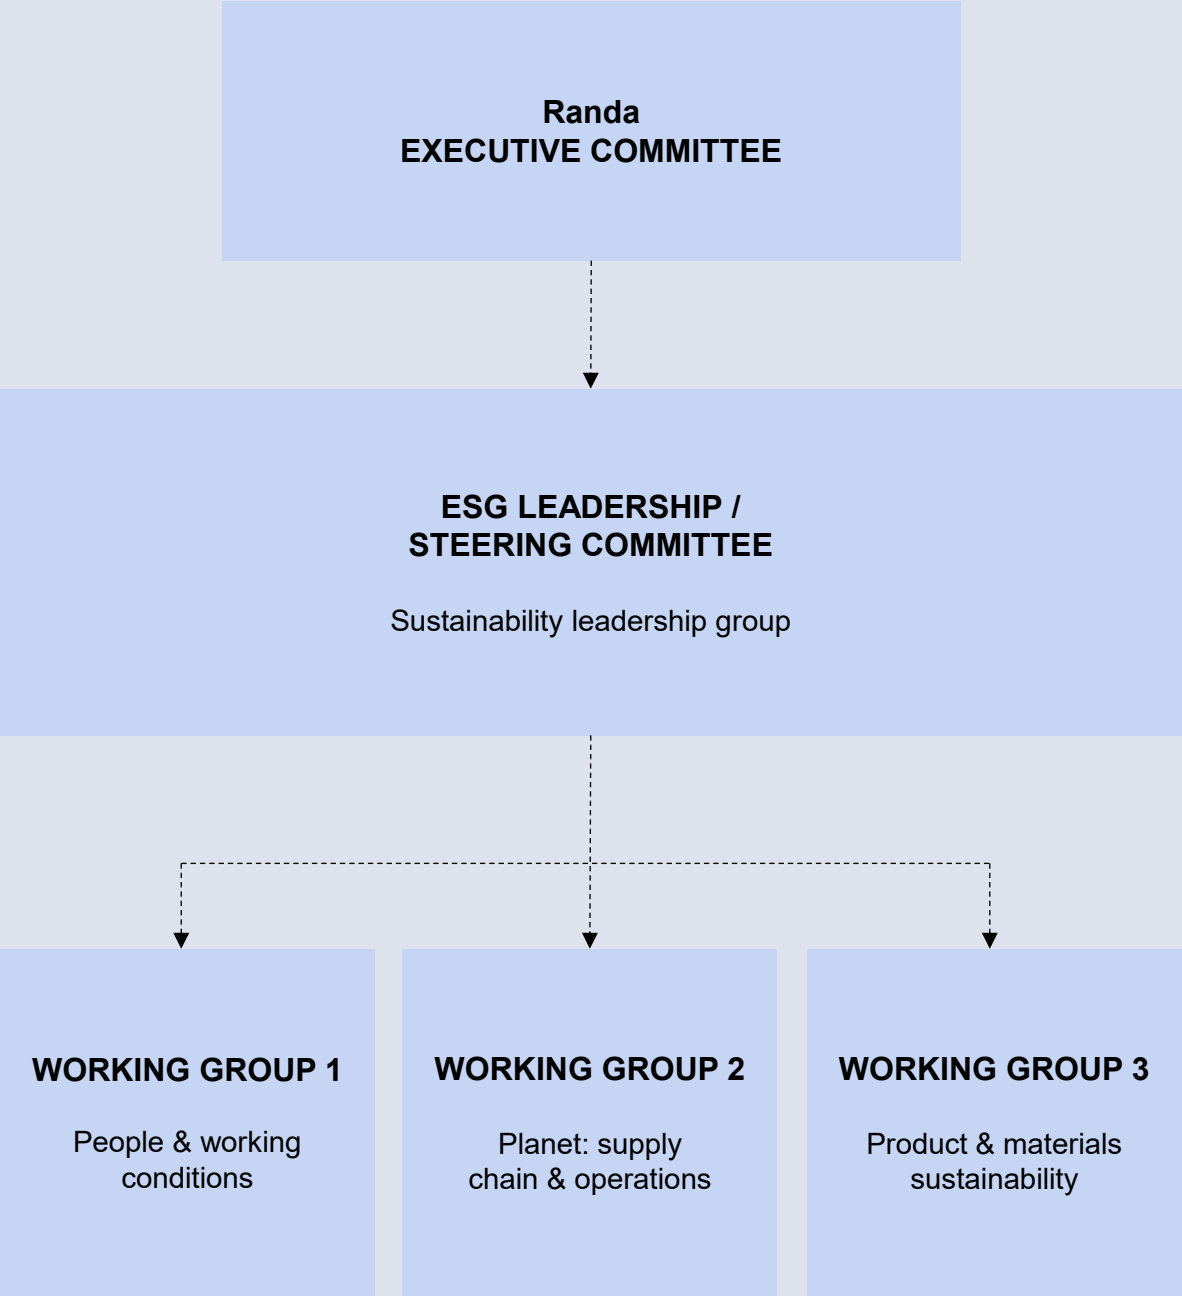 Randa
EXECUTIVE COMMITTEE
ESG LEADERSHIP /
STEERING COMMITTEE
Sustainability leadership group
WORKING GROUP 1
People & working
conditions
WORKING GROUP 2
Planet: supply
chain & operations
WORKING GROUP 3
Product & materials
sustainability